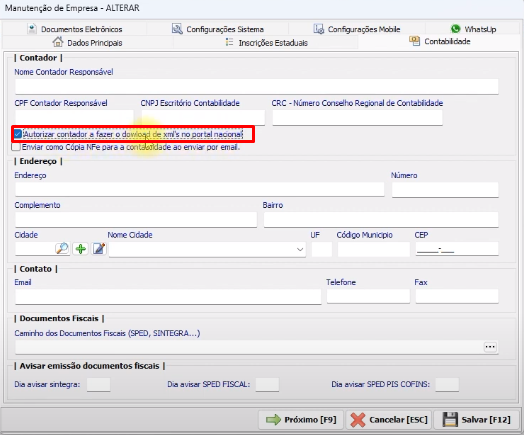 Manutenção de Empresa - ALTERAR
Documentos Eletrônicos Configurações Sistema Configurações Mobile WhatsUp
Dados Principais Inscrições Estaduais Contabilidade
| Contador |
Nome Contador Responsável
CPF Contador Responsável CNPJ Escritório Contabilidade CRC - Número Conselho Regional de Contabilidade
Autorizar contador a fazer o dowload de xml's no portal nacional
Enviar como Cópia NFe para a contabilidade ao enviar por email.
| Endereço |
Endereço Número
Complemento Bairro
Cidade Nome Cidade UF Código Municipio CEP
_____-___
| Contato |
Email Telefone Fax
| Documentos Fiscais |
Caminho dos Documentos Fiscais (SPED, SINTEGRA...)
...
| Avisar emissão documentos fiscais |
Dia avisar sintegra: Dia avisar SPED FISCAL: Dia avisar SPED PIS COFINS:
Próximo [F9] Cancelar [ESC] Salvar [F12]